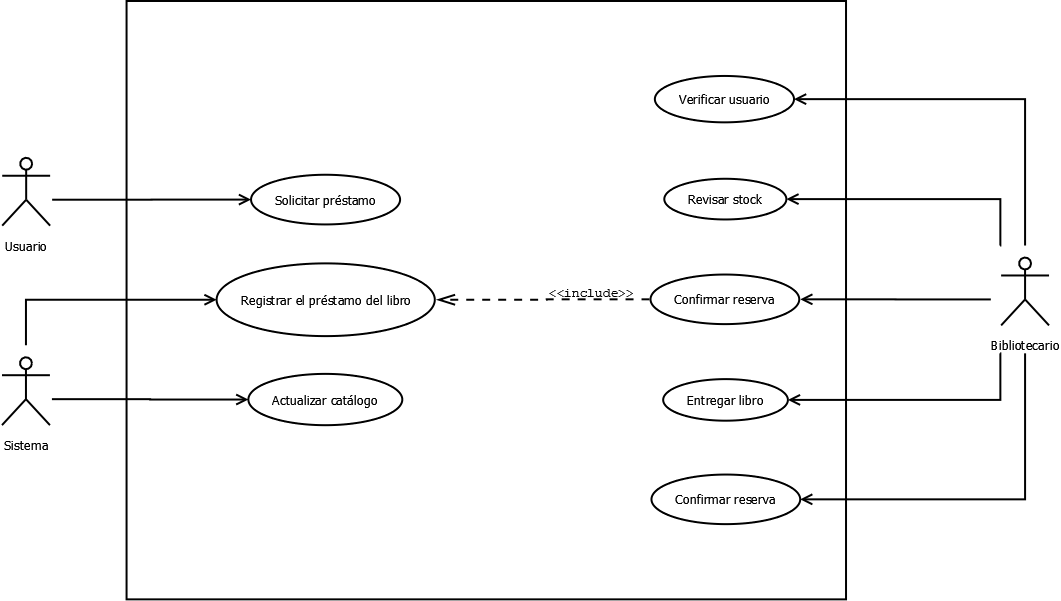 Verificar usuario
Solicitar préstamo
Revisar stock
Usuario
Registrar el préstamo del libro
<<include>>
Confirmar reserva
Bibliotecario
Actualizar catálogo
Entregar libro
Sistema
Confirmar reserva